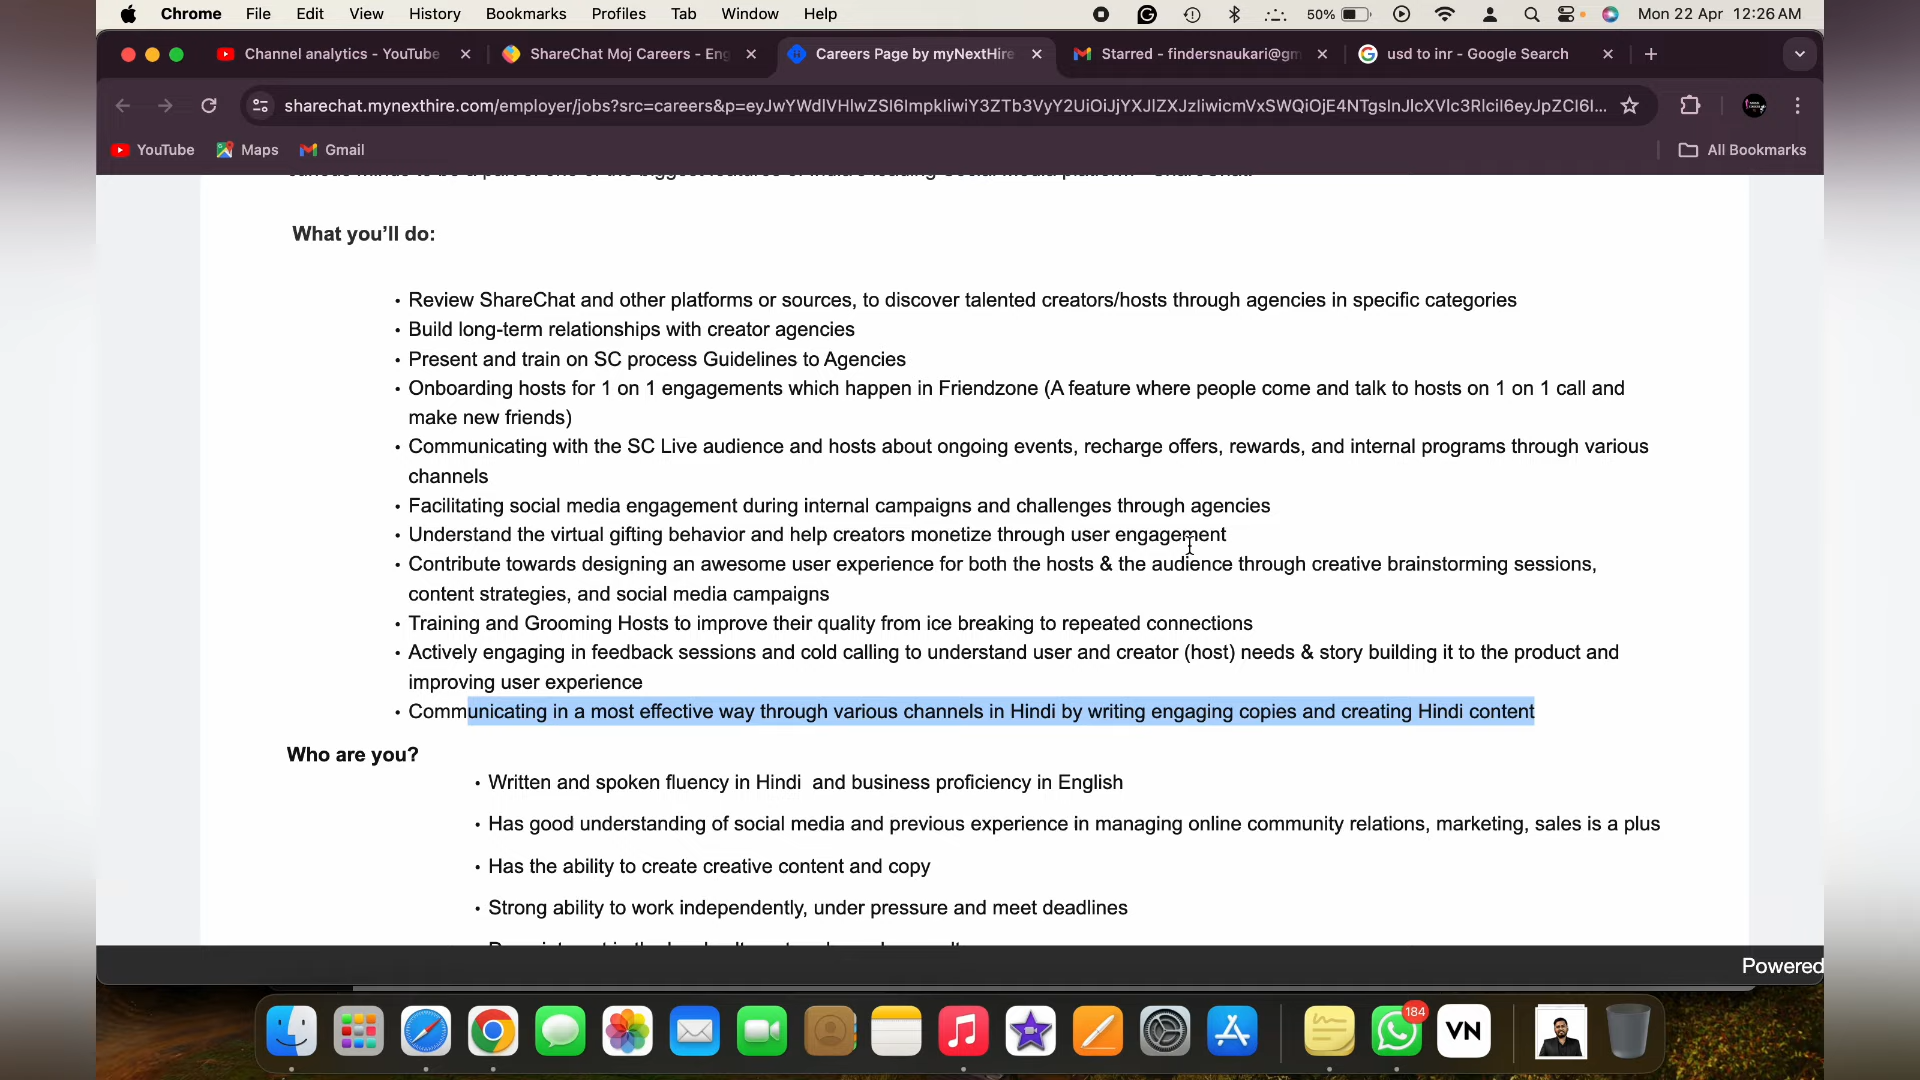 Chrome File Edit View History Bookmarks Profiles Tab Window Help 50% Mon 22 Apr 12:26 AM
Channel analytics - YouTube ShareChat Moj Careers - Eng Careers Page by myNextHire Starred - findersnaukari@gm usd to inr - Google Search
YouTube Maps Gmail All Bookmarks
What you'll do:
• Review ShareChat and other platforms or sources, to discover talented creators/hosts through agencies in specific categories
• Build long-term relationships with creator agencies
• Present and train on SC process Guidelines to Agencies
• Onboarding hosts for 1 on 1 engagements which happen in Friendzone (A feature where people come and talk to hosts on 1 on 1 call and
make new friends)
• Communicating with the SC Live audience and hosts about ongoing events, recharge offers, rewards, and internal programs through various
channels
• Facilitating social media engagement during internal campaigns and challenges through agencies
• Understand the virtual gifting behavior and help creators monetize through user engagement
• Contribute towards designing an awesome user experience for both the hosts & the audience through creative brainstorming sessions,
content strategies, and social media campaigns
• Training and Grooming Hosts to improve their quality from ice breaking to repeated connections
• Actively engaging in feedback sessions and cold calling to understand user and creator (host) needs & story building it to the product and
improving user experience
• Communicating in a most effective way through various channels in Hindi by writing engaging copies and creating Hindi content
Who are you?
• Written and spoken fluency in Hindi and business proficiency in English
• Has good understanding of social media and previous experience in managing online community relations, marketing, sales is a plus
• Has the ability to create creative content and copy
• Strong ability to work independently, under pressure and meet deadlines
Powered
184
VN